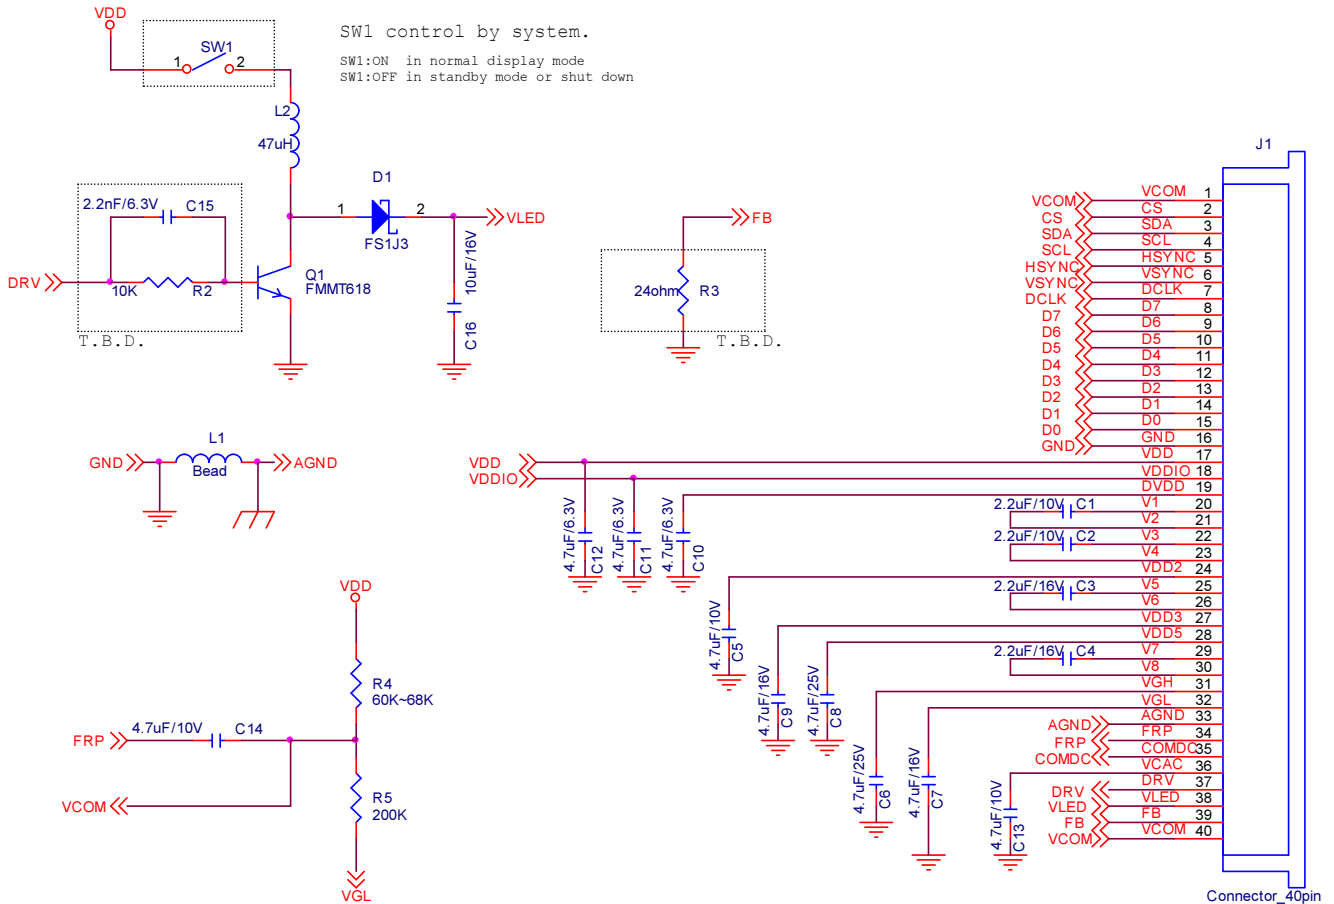 VDD
SW1 control by system.
SW1
1 2
SW1:ON in normal display mode
SW1:OFF in standby mode or shut down
L2
47uH
D1
1 2
VLED
FS1J3
2.2nF/6.3V C15
DRV
10K R2
Q1
FMMT618
T.B.D.
10uF/16V
C16
FB
24ohm R3
T.B.D.
L1
GND
Bead
AGND
VDD
R4
60K~68K
4.7uF/10V C14
FRP
VCOM
R5
200K
VGL
VDD
VDDIO
4.7uF/6.3V
C12
4.7uF/6.3V
C11
4.7uF/6.3V
C10
4.7uF/10V
C5
4.7uF/16V
C9
4.7uF/25V
C8
4.7uF/25V
C6
4.7uF/16V
C7
4.7uF/10V
C13
2.2uF/10V C1
2.2uF/10V C2
2.2uF/16V C3
2.2uF/16V C4
J1
VCOM VCOM 1
CS CS 2
SDA SDA 3
SCL SCL 4
HSYNC HSYNC 5
VSYNC VSYNC 6
DCLK DCLK 7
D7 D7 8
D6 D6 9
D5 D5 10
D4 D4 11
D3 D3 12
D2 D2 13
D1 D1 14
D0 D0 15
GND GND 16
VDD 17
VDDIO 18
DVDD 19
V1 20
V2 21
V3 22
V4 23
VDD2 24
V5 25
V6 26
VDD3 27
VDD5 28
V7 29
V8 30
VGH 31
VGL 32
AGND AGND 33
FRP FRP 34
COMDC COMDC 35
VCAC 36
DRV DRV 37
VLED VLED 38
FB FB 39
VCOM VCOM 40
Connector_40pin